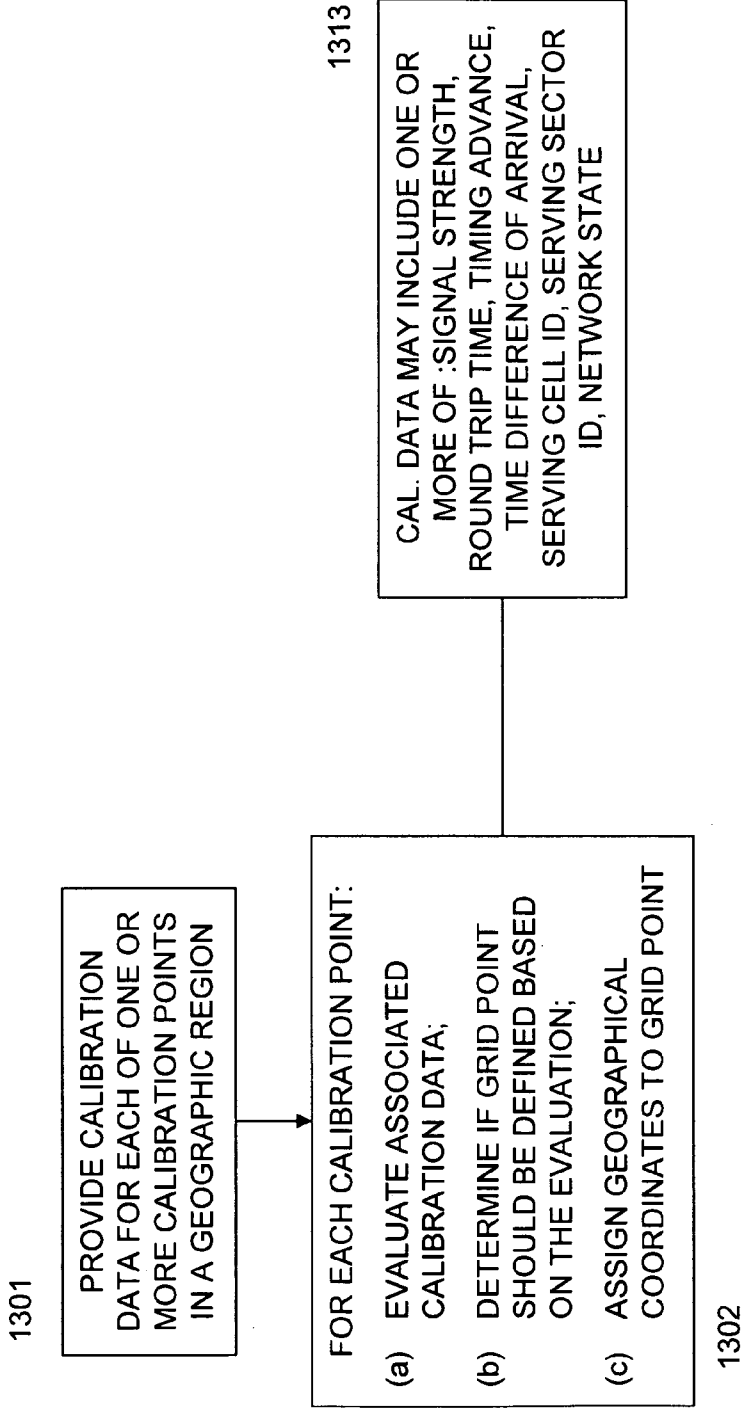 1301
PROVIDE CALIBRATION
DATA FOR EACH OF ONE OR
MORE CALIBRATION POINTS
IN A GEOGRAPHIC REGION
FOR EACH CALIBRATION POINT:
(a) EVALUATE ASSOCIATED
CALIBRATION DATA;
(b) DETERMINE IF GRID POINT
SHOULD BE DEFINED BASED
ON THE EVALUATION;
(c) ASSIGN GEOGRAPHICAL
COORDINATES TO GRID POINT
1302
1313
CAL. DATA MAY INCLUDE ONE OR
MORE OF :SIGNAL STRENGTH,
ROUND TRIP TIME, TIMING ADVANCE,
TIME DIFFERENCE OF ARRIVAL,
SERVING CELL ID, SERVING SECTOR
ID, NETWORK STATE